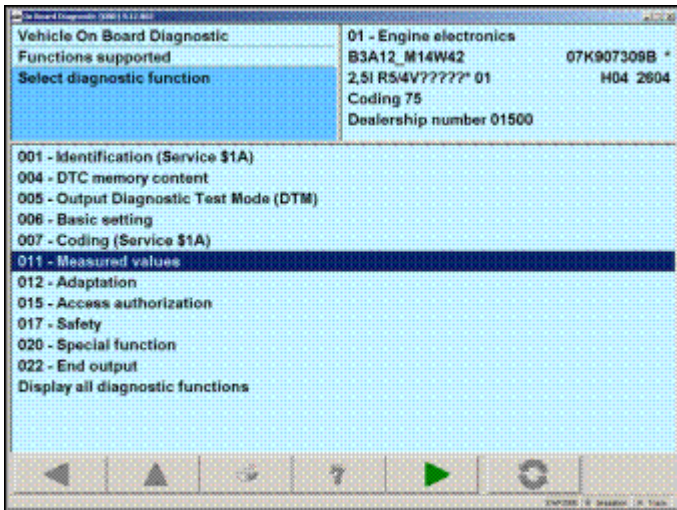 Vehicle On Board Diagnostic
Functions supported
Select diagnostic function
01 - Engine electronics
B3A12_M14W42 07K907309B *
2,5l R5/4V?????* 01 H04 2604
Coding 75
Dealership number 01500
001 - Identification (Service $1A)
004 - DTC memory content
005 - Output Diagnostic Test Mode (DTM)
006 - Basic setting
007 - Coding (Service $1A)
011 - Measured values
012 - Adaptation
015 - Access authorization
017 - Safety
020 - Special function
022 - End output
Display all diagnostic functions
?